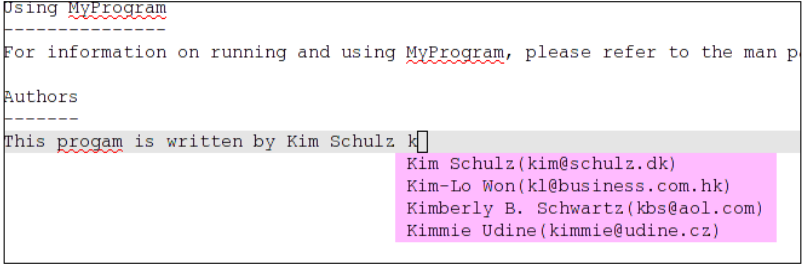 Using MyProgram
---------------
For information on running and using MyProgram, please refer to the man
Authors
-------
This progam is written by Kim Schulz k
Kim Schulz(kim@schulz.dk)
Kim-Lo Won(kl@business.com.hk)
Kimberly B. Schwartz(kbs@aol.com)
Kimmie Udine(kimmie@udine.cz)